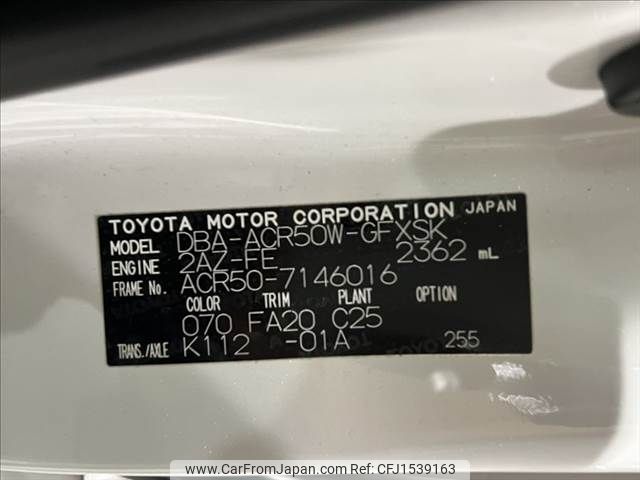 TOYOTA MOTOR CORPORATION JAPAN
MODEL DBA-ACR50W-GFXSK
ENGINE 2AZ-FE 2362 mL
FRAME No. ACR50-7146016
COLOR TRIM PLANT OPTION
070 FA20 C25
TRANS./AXLE K112 -01A 255
www.CarFromJapan.com - CFJ1539163